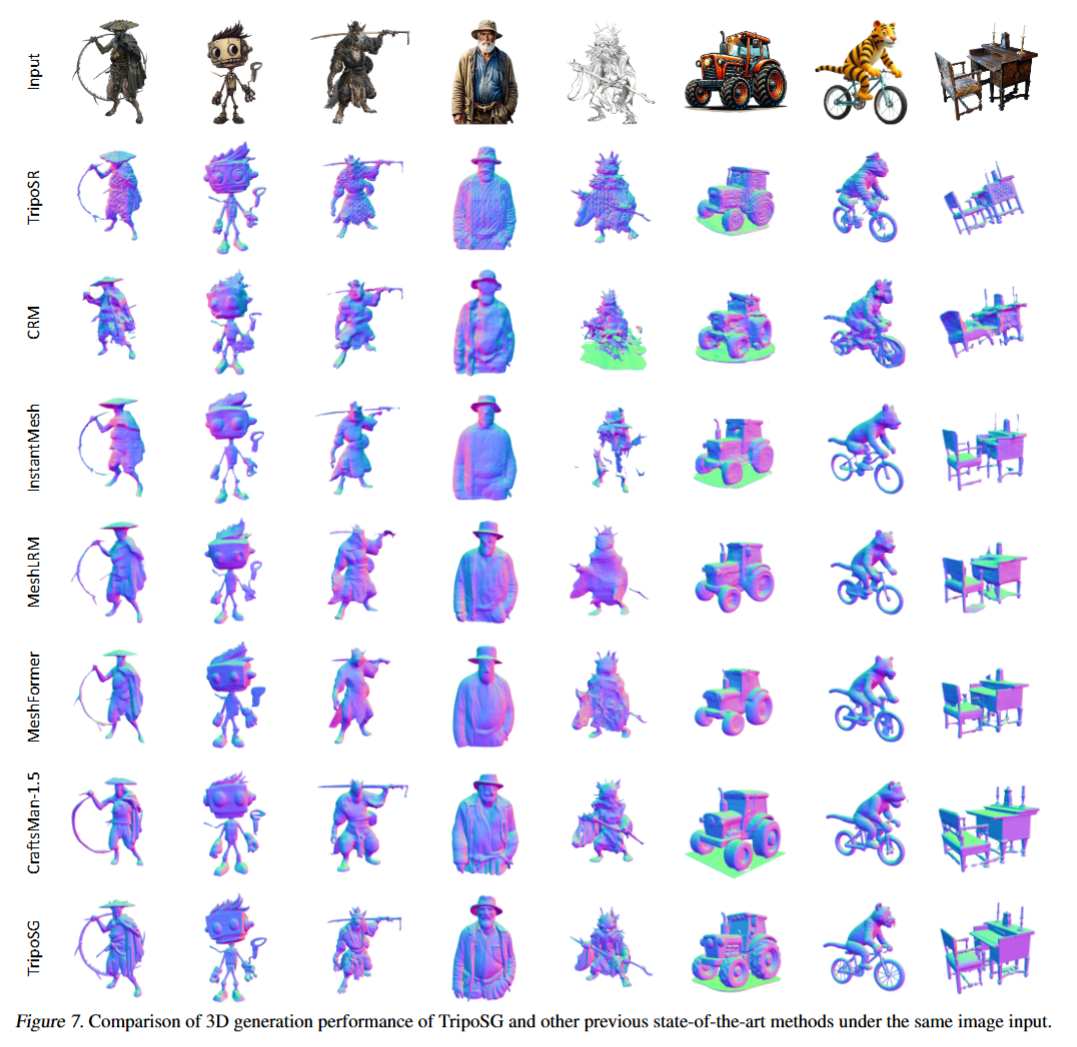 Input
TripoSR
CRM
InstantMesh
MeshLRM
MeshFormer
CraftsMan-1.5
TripoSG
Figure 7. Comparison of 3D generation performance of TripoSG and other previous state-of-the-art methods under the same image input.